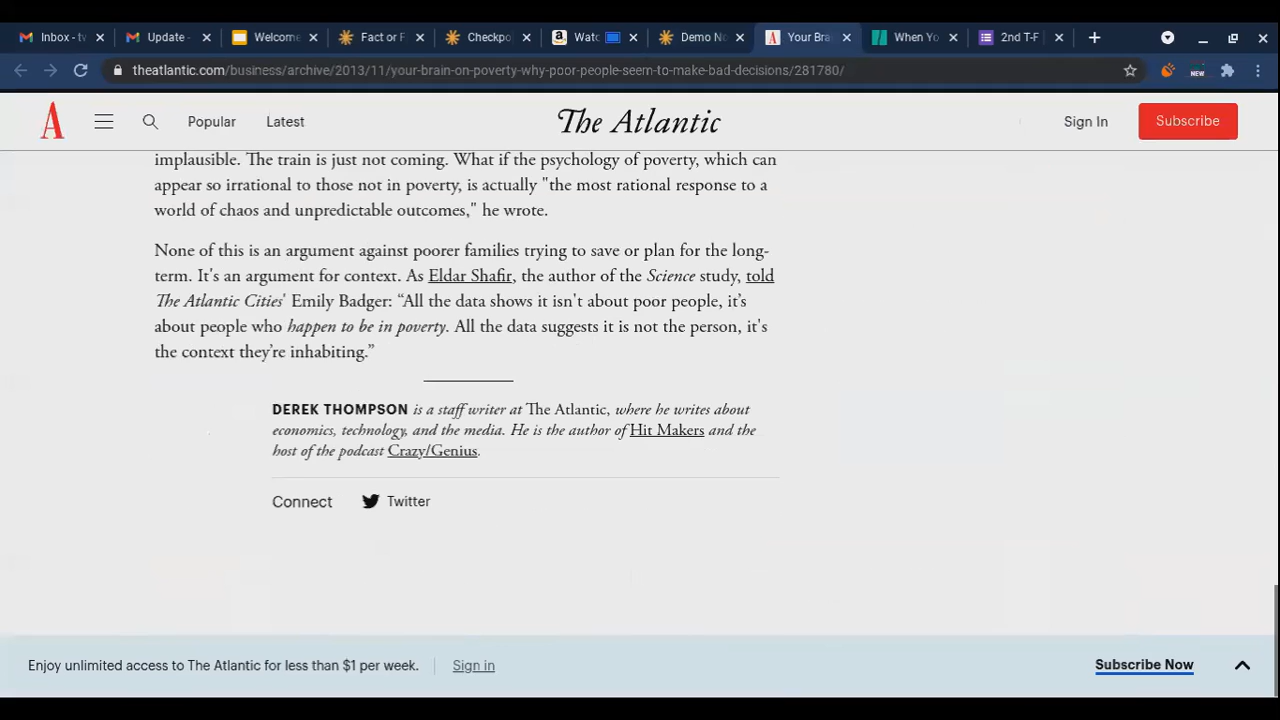 Inbox - tv
Update -
Welcome
Fact or F
Checkpo
Watc
Demo No
Your Bra
When Yo
2nd T-F
theatlantic.com/business/archive/2013/11/your-brain-on-poverty-why-poor-people-seem-to-make-bad-decisions/281780/
NEW
Popular
Latest
The Atlantic
Sign In
Subscribe
implausible. The train is just not coming. What if the psychology of poverty, which can
appear so irrational to those not in poverty, is actually "the most rational response to a
world of chaos and unpredictable outcomes," he wrote.
None of this is an argument against poorer families trying to save or plan for the long-
term. It's an argument for context. As Eldar Shafir, the author of the Science study, told
The Atlantic Cities' Emily Badger: “All the data shows it isn't about poor people, it’s
about people who happen to be in poverty. All the data suggests it is not the person, it's
the context they’re inhabiting.”
DEREK THOMPSON is a staff writer at The Atlantic, where he writes about
economics, technology, and the media. He is the author of Hit Makers and the
host of the podcast Crazy/Genius.
Connect
Twitter
Enjoy unlimited access to The Atlantic for less than $1 per week.
Sign in
Subscribe Now